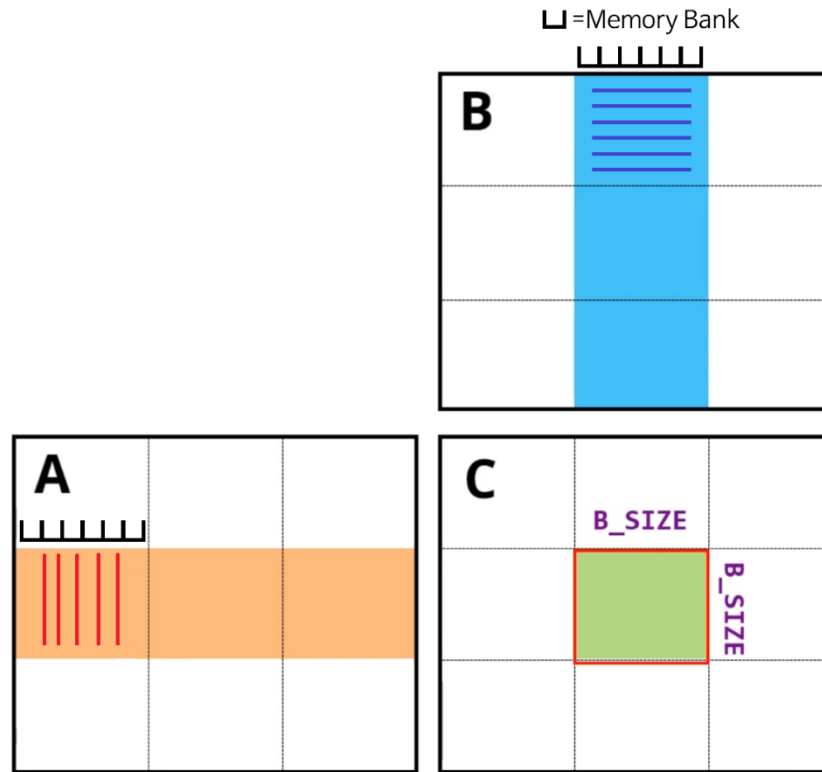 =Memory Bank
B
A
C
B_SIZE
B_SIZE